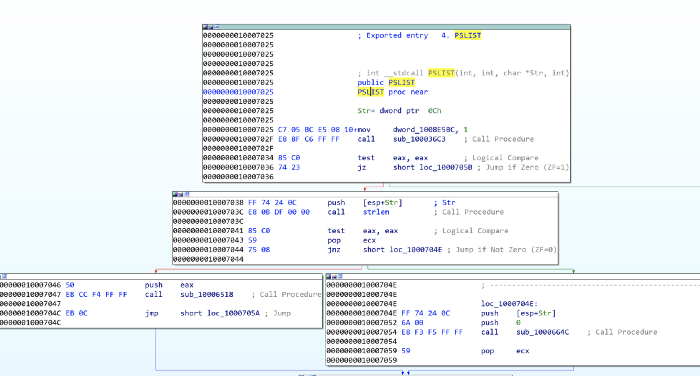 0000000010007025
0000000010007025 ; Exported entry 4. PSLIST
0000000010007025
0000000010007025
0000000010007025
0000000010007025 ; int __stdcall PSLIST(int, int, char *Str, int)
0000000010007025 public PSLIST
0000000010007025 PSLIST proc near
0000000010007025
0000000010007025 Str= dword ptr 0Ch
0000000010007025
0000000010007025 C7 05 BC E5 08 10+mov dword_1008E5BC, 1
000000001000702F E8 8F C6 FF FF call sub_100036C3 ; Call Procedure
000000001000702F
0000000010007034 85 C0 test eax, eax ; Logical Compare
0000000010007036 74 23 jz short loc_1000705B ; Jump if Zero (ZF=1)
0000000010007036
0000000010007038 FF 74 24 0C push [esp+Str] ; Str
000000001000703C E8 0B DF 00 00 call strlen ; Call Procedure
000000001000703C
0000000010007041 85 C0 test eax, eax ; Logical Compare
0000000010007043 59 pop ecx
0000000010007044 75 08 jnz short loc_1000704E ; Jump if Not Zero (ZF=0)
0000000010007044
0000000010007046 50 push eax
0000000010007047 E8 CC F4 FF FF call sub_10006518 ; Call Procedure
0000000010007047
000000001000704C EB 0C jmp short loc_1000705A ; Jump
000000001000704C
000000001000704E ; ---------------------------
000000001000704E
000000001000704E loc_1000704E:
000000001000704E FF 74 24 0C push [esp+Str]
0000000010007052 6A 00 push 0
0000000010007054 E8 F3 F5 FF FF call sub_1000664C ; Call Procedure
0000000010007054
0000000010007059 59 pop ecx
0000000010007059